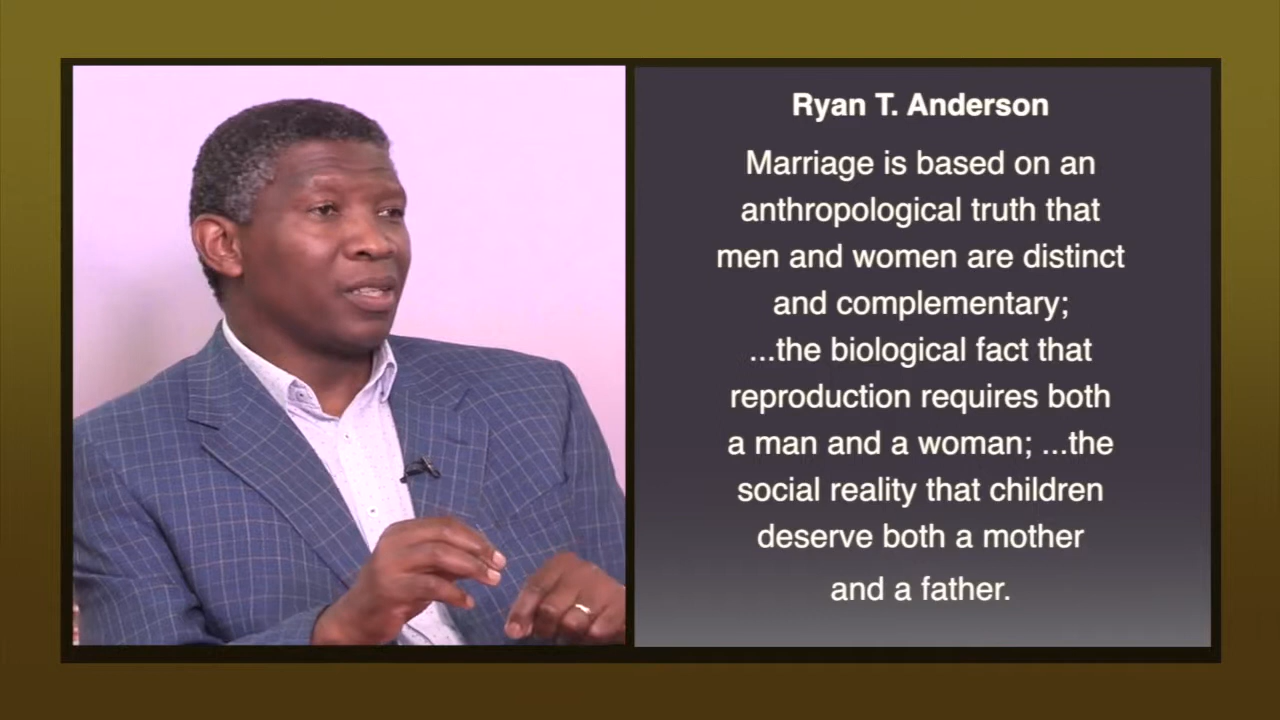 Ryan T. Anderson
Marriage is based on an
anthropological truth that
men and women are distinct
and complementary;
...the biological fact that
reproduction requires both
a man and a woman; ...the
social reality that children
deserve both a mother
and a father.